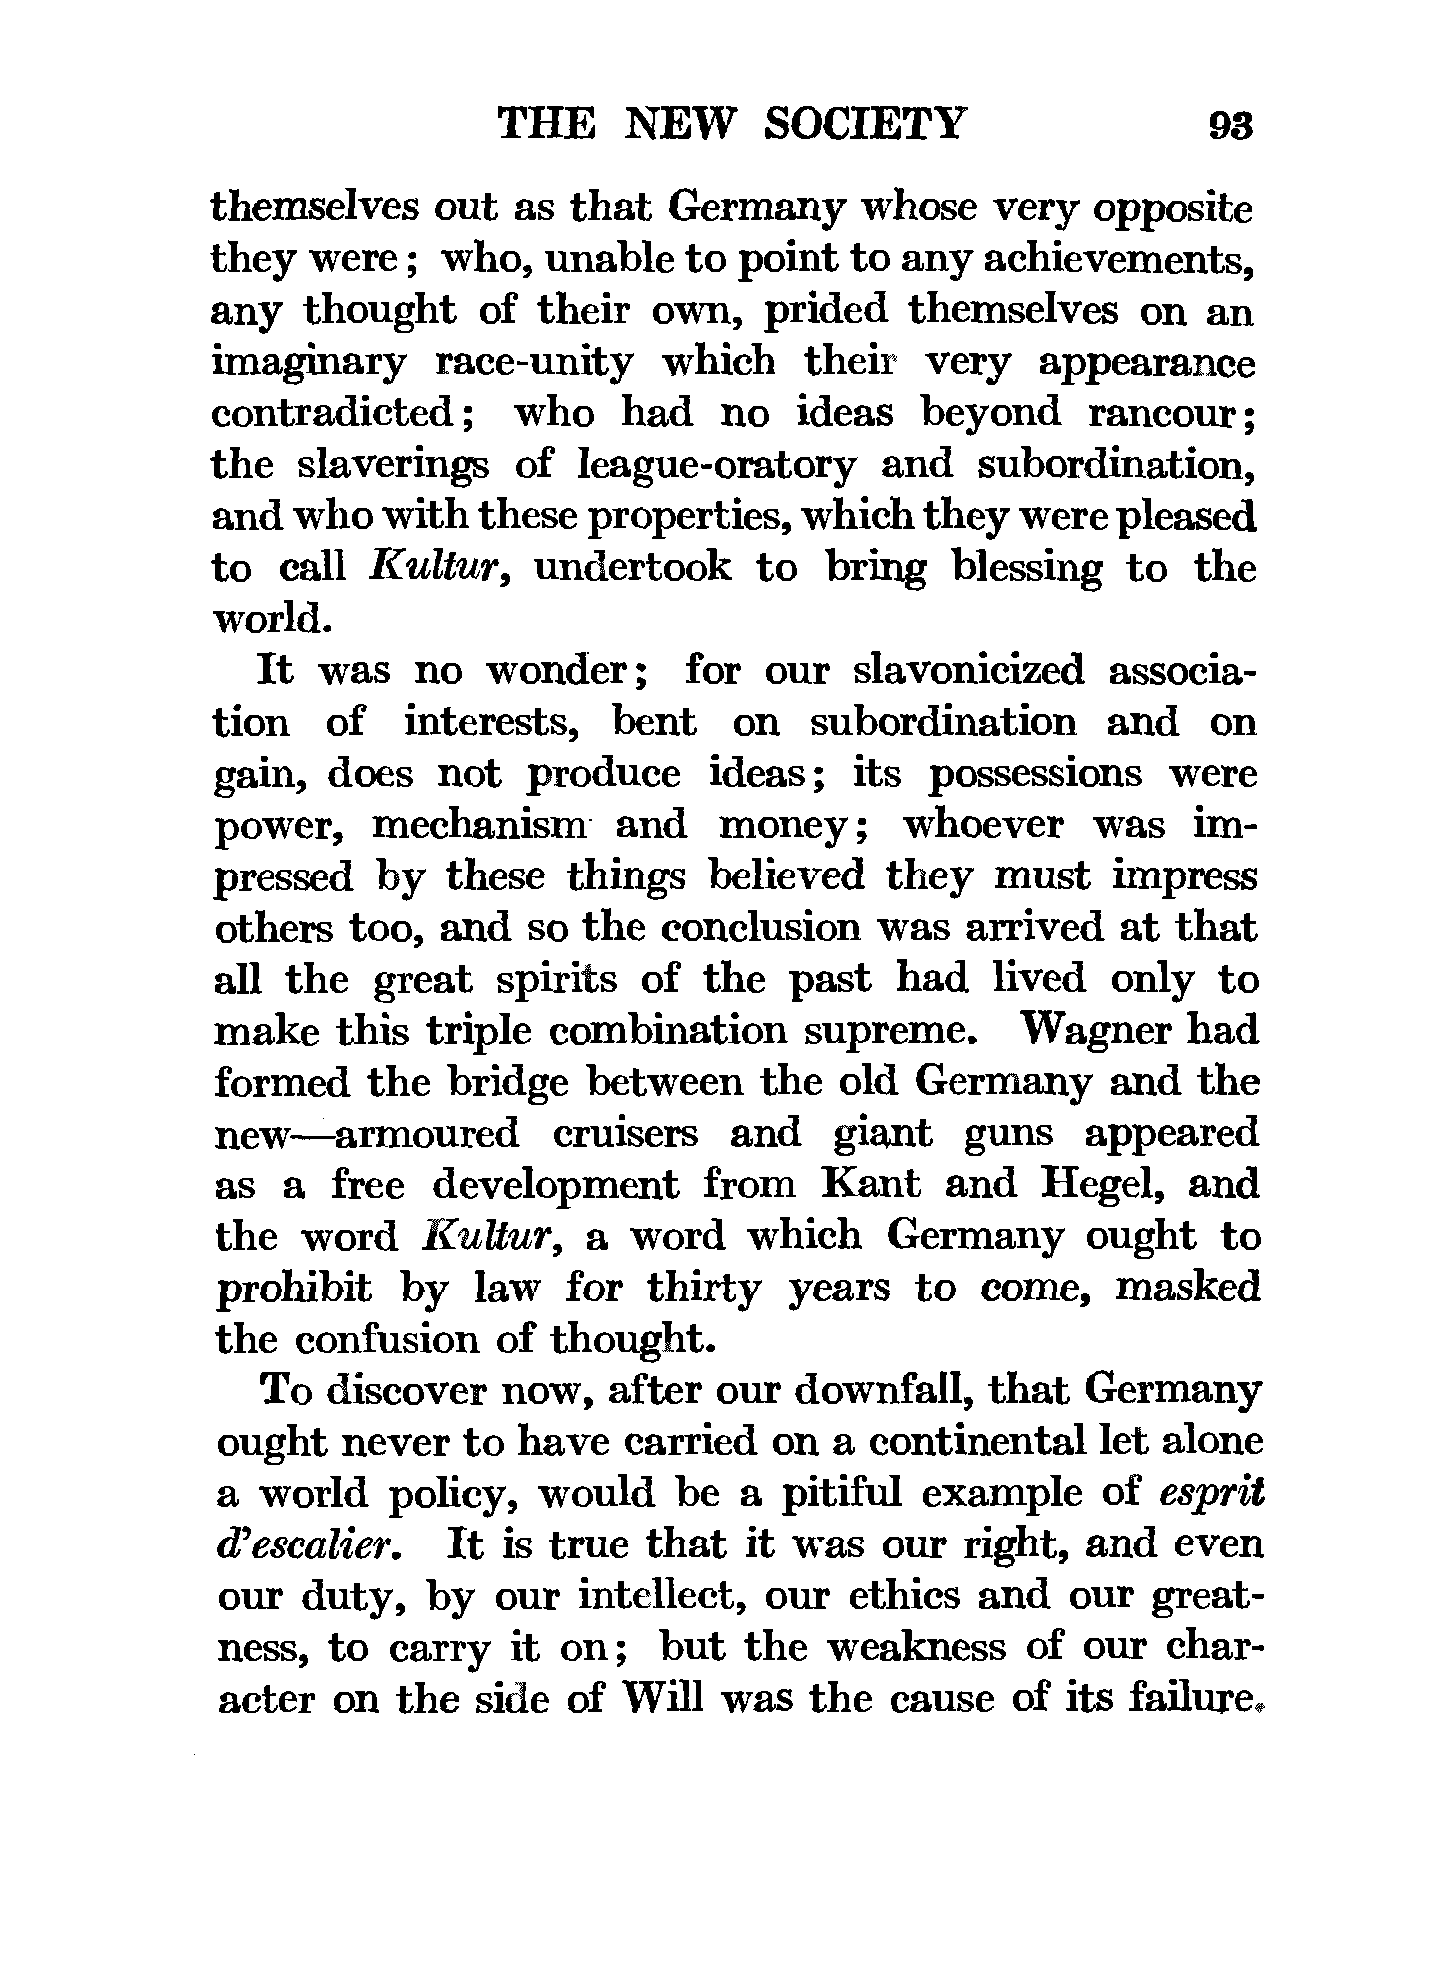 THE NEW SOCIETY 93
themselves out as that Germany whose very opposite
they were; who, unable to point to any achievements,
any thought of their own, prided themselves on an
imaginary race-unity which their very appearance
contradicted; who had no ideas beyond rancour;
the slaverings of league-oratory and subordination,
and who with these properties, which they were pleased
to call Kultur, undertook to bring blessing to the
world.
It was no wonder; for our slavonicized associa-
tion of interests, bent on subordination and on
gain, does not produce ideas; its possessions were
power, mechanism and money; whoever was im-
pressed by these things believed they must impress
others too, and so the conclusion was arrived at that
all the great spirits of the past had lived only to
make this triple combination supreme. Wagner had
formed the bridge between the old Germany and the
new—armoured cruisers and giant guns appeared
as a free development from Kant and Hegel, and
the word Kultur, a word which Germany ought to
prohibit by law for thirty years to come, masked
the confusion of thought.
To discover now, after our downfall, that Germany
ought never to have carried on a continental let alone
a world policy, would be a pitiful example of esprit
d'escalier. It is true that it was our right, and even
our duty, by our intellect, our ethics and our great-
ness, to carry it on; but the weakness of our char-
acter on the side of Will was the cause of its failure.